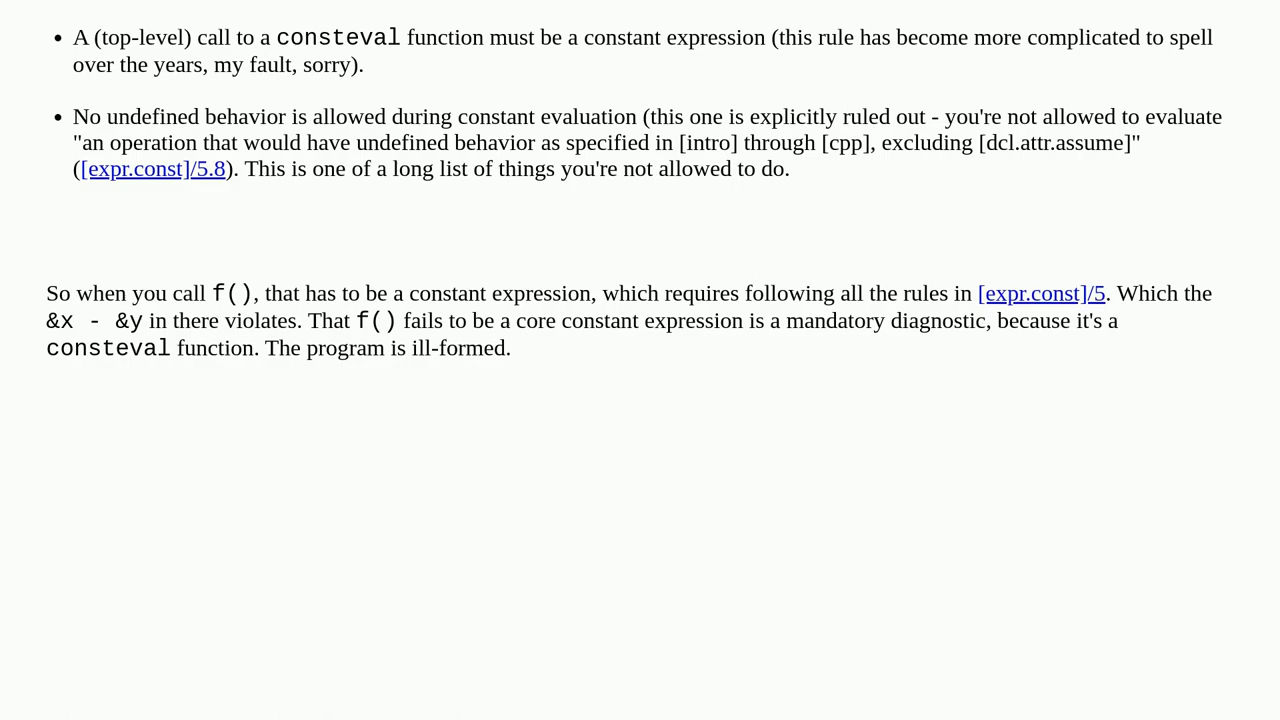 • A (top-level) call to a consteval function must be a constant expression (this rule has become more complicated to spell
over the years, my fault, sorry).
• No undefined behavior is allowed during constant evaluation (this one is explicitly ruled out - you're not allowed to evaluate
"an operation that would have undefined behavior as specified in [intro] through [cpp], excluding [dcl.attr.assume]"
([expr.const]/5.8). This is one of a long list of things you're not allowed to do.
So when you call f(), that has to be a constant expression, which requires following all the rules in [expr.const]/5. Which the
&x - &y in there violates. That f() fails to be a core constant expression is a mandatory diagnostic, because it's a
consteval function. The program is ill-formed.